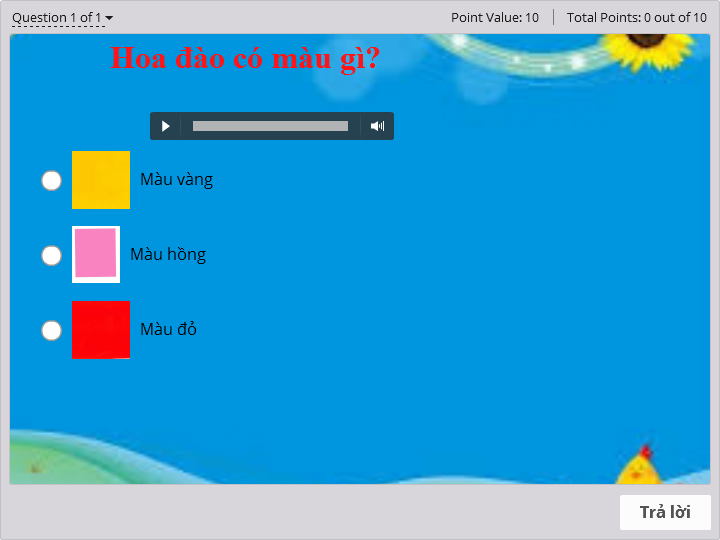 Question 1 of 1
Point Value: 10
Total Points: 0 out of 10
Hoa đào có màu gì?
Màu vàng
Màu hồng
Màu đỏ
Trả lời